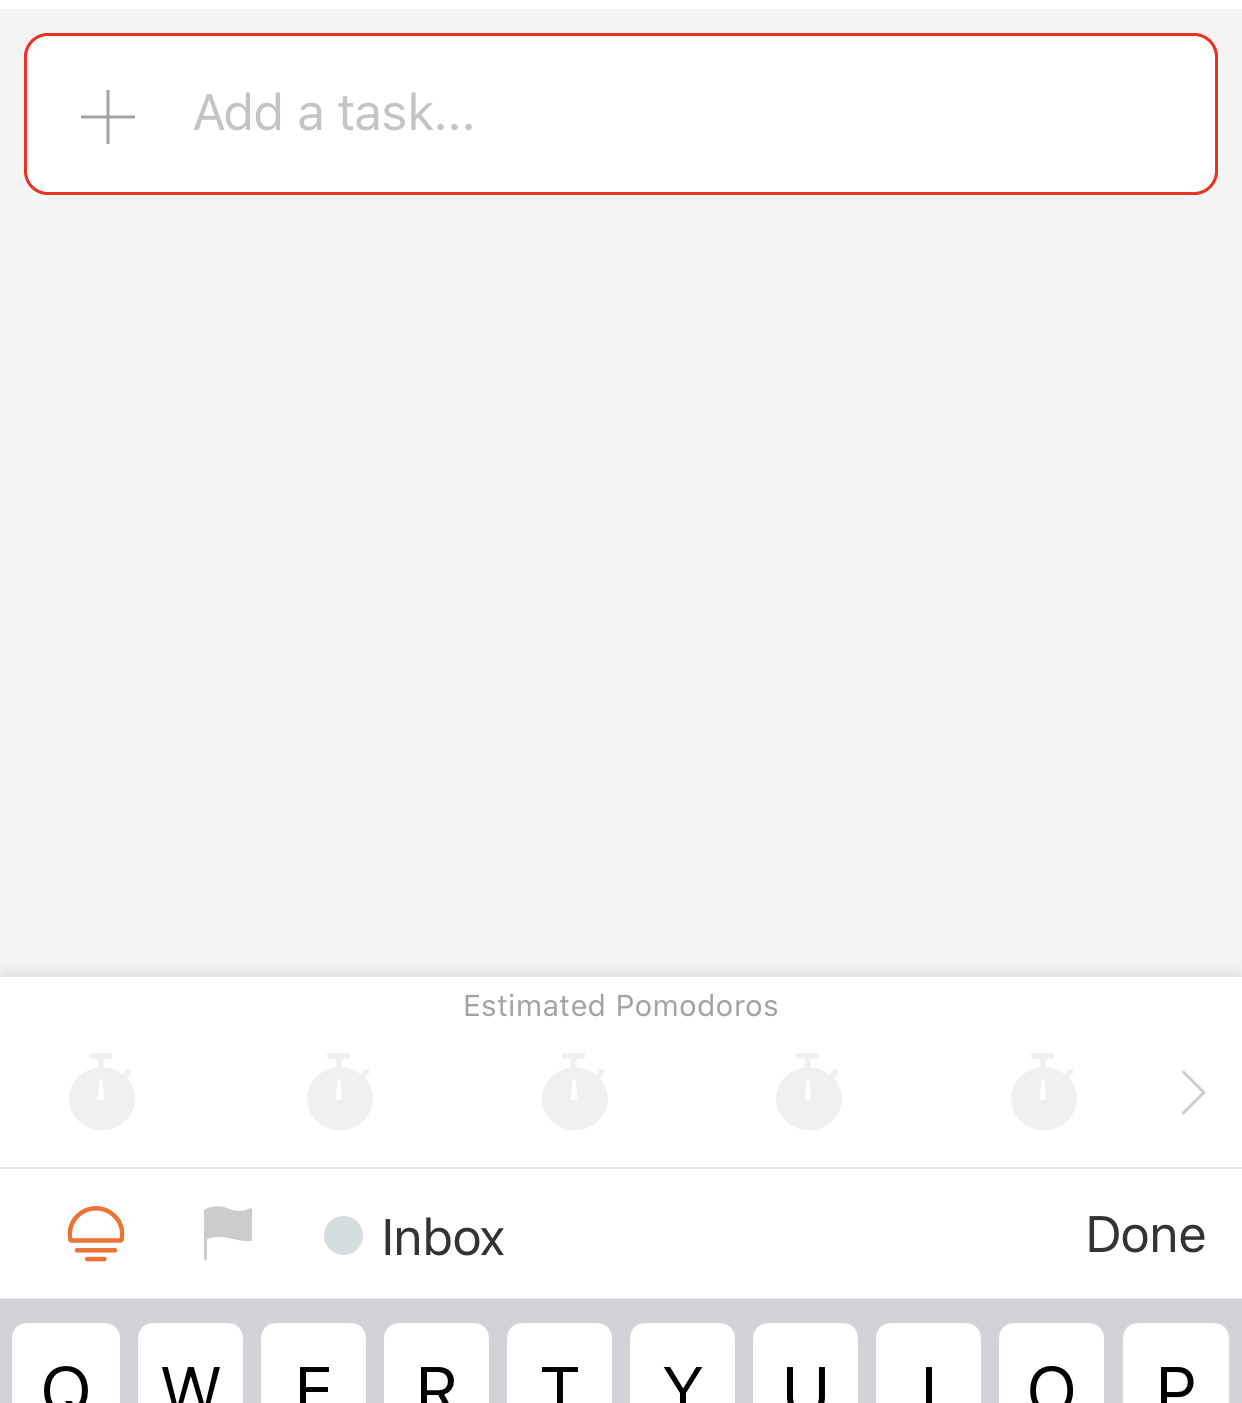 Add a task...
Estimated Pomodoros
Inbox
Done
Q W E R T Y U I O P